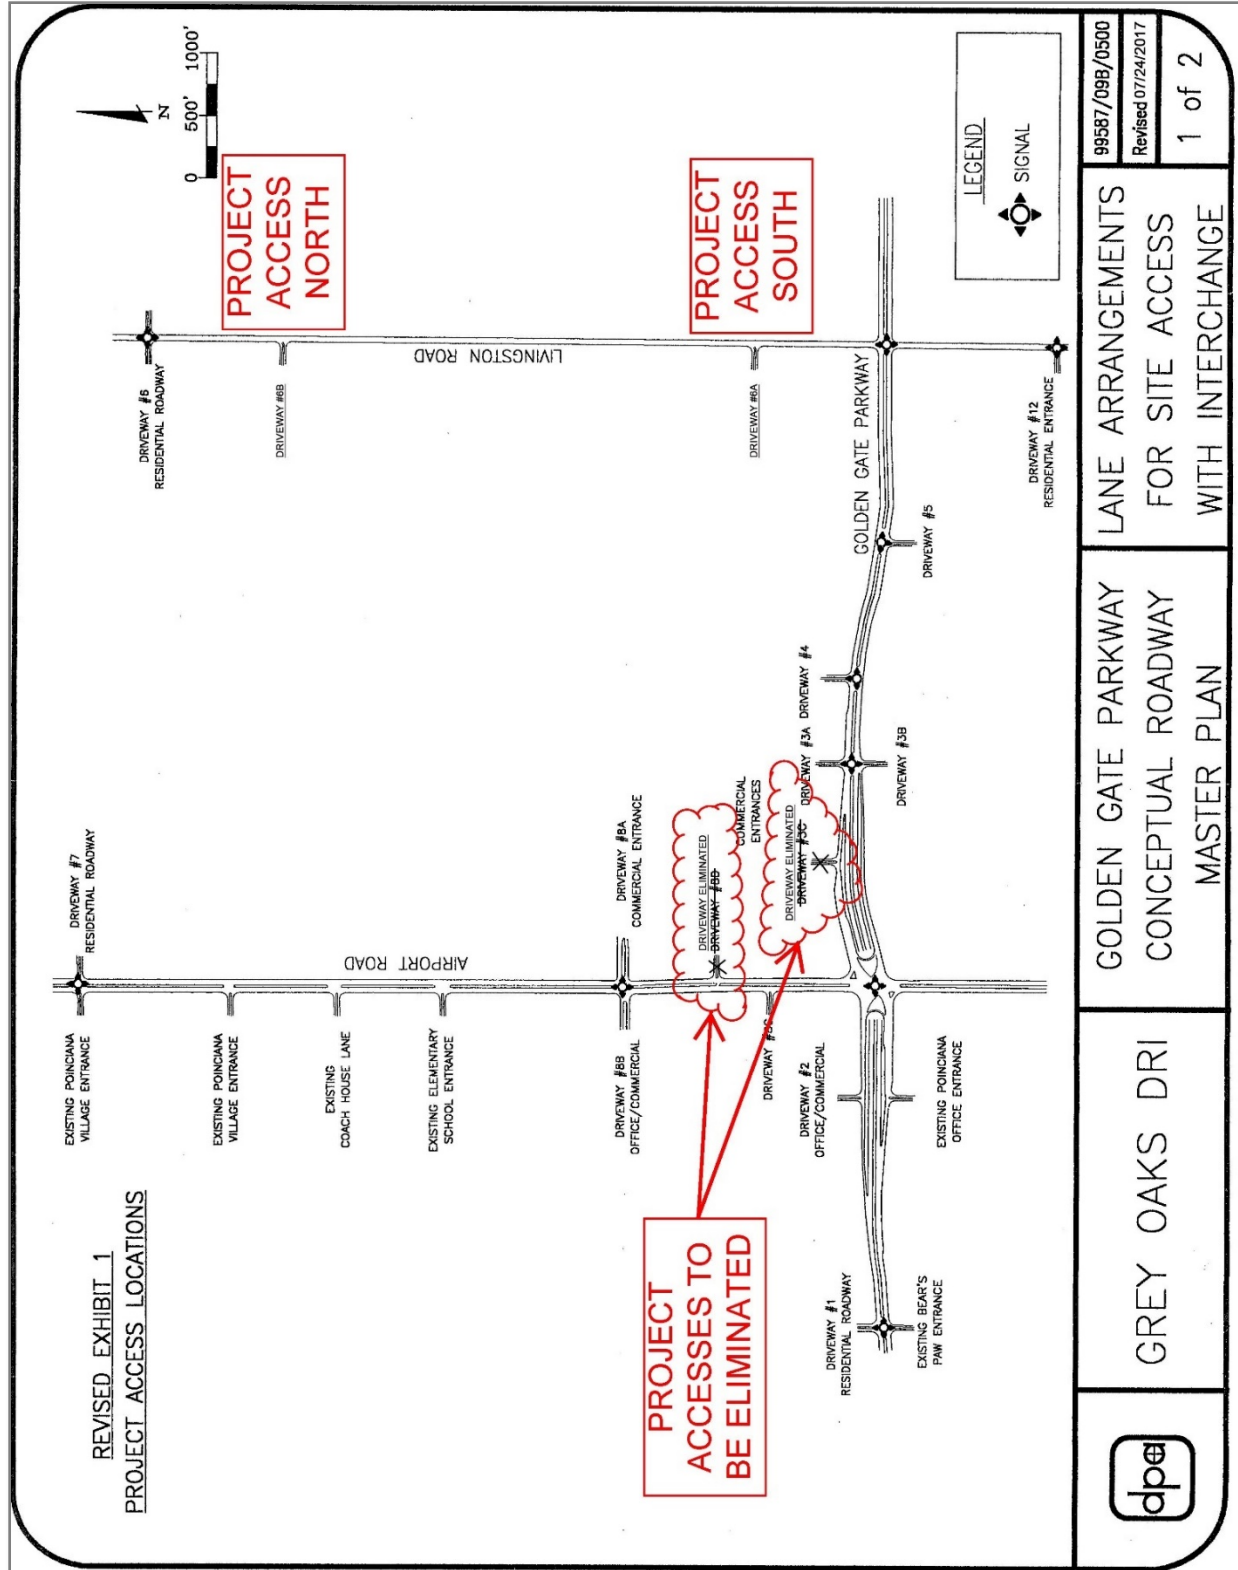 REVISED EXHIBIT 1
PROJECT ACCESS LOCATIONS
EXISTING POINCIANA
VILLAGE ENTRANCE
DRIVEWAY #7
RESIDENTIAL ROADWAY
DRIVEWAY #6
RESIDENTIAL ROADWAY
N
0 500' 1000'
EXISTING POINCIANA
VILLAGE ENTRANCE
DRIVEWAY #6B
PROJECT
ACCESS
NORTH
EXISTING
COACH HOUSE LANE
AIRPORT ROAD
LIVINGSTON ROAD
EXISTING ELEMENTARY
SCHOOL ENTRANCE
DRIVEWAY #8B
OFFICE/COMMERCIAL
DRIVEWAY #8A
COMMERCIAL ENTRANCE
PROJECT
ACCESSES TO
BE ELIMINATED
DRIVEWAY ELIMINATED
DRIVEWAY #8D
COMMERCIAL
ENTRANCES
DRIVEWAY #6A
PROJECT
ACCESS
SOUTH
DRIVEWAY #8C
DRIVEWAY ELIMINATED
DRIVEWAY #3C
DRIVEWAY #2
OFFICE/COMMERCIAL
DRIVEWAY #3A
DRIVEWAY #4
GOLDEN GATE PARKWAY
DRIVEWAY #1
RESIDENTIAL ROADWAY
EXISTING BEAR'S
PAW ENTRANCE
EXISTING POINCIANA
OFFICE ENTRANCE
DRIVEWAY #3B
DRIVEWAY #5
DRIVEWAY #12
RESIDENTIAL ENTRANCE
LEGEND
SIGNAL
dpa
GREY OAKS DRI
GOLDEN GATE PARKWAY
CONCEPTUAL ROADWAY
MASTER PLAN
LANE ARRANGEMENTS
FOR SITE ACCESS
WITH INTERCHANGE
99587/09B/0500
Revised 07/24/2017
1 of 2